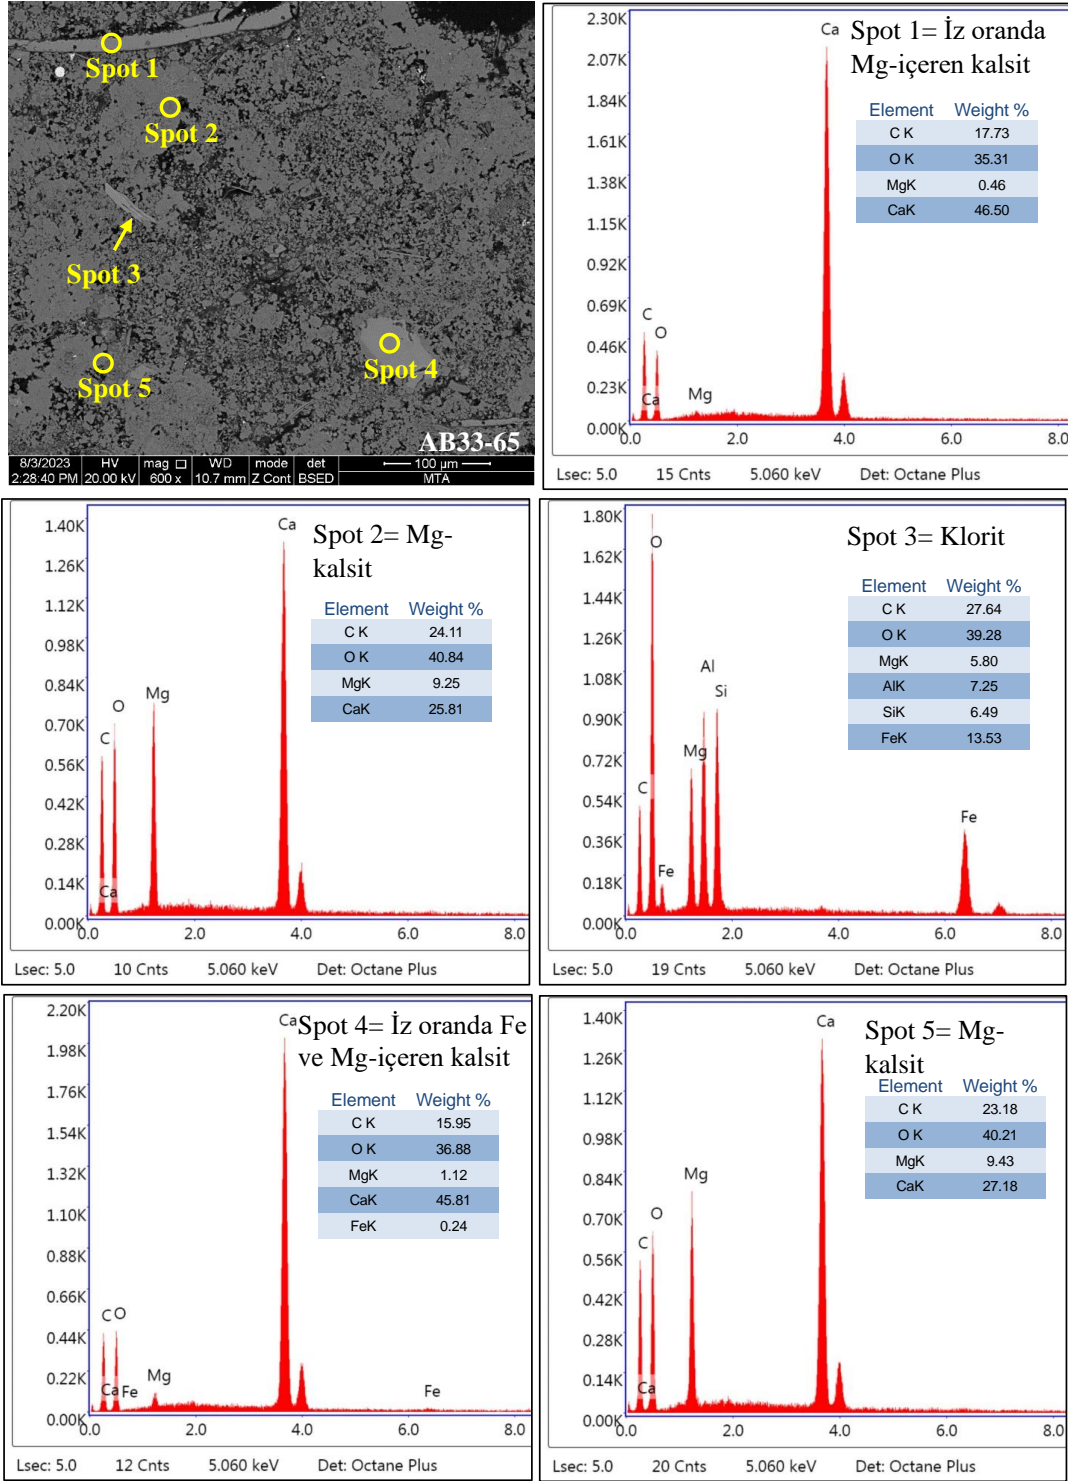 Spot 1
Spot 2
Spot 3
Spot 4
Spot 5
AB33-65
8/3/2023 HV mag WD mode det
2:28:40 PM 20.00 kV 600 x 10.7 mm Z Cont BSED
100 µm
MTA
Spot 1= İz oranda
Mg-içeren kalsit
Element Weight %
C K 17.73
O K 35.31
MgK 0.46
CaK 46.50
2.30K
2.07K
1.84K
1.61K
1.38K
1.15K
0.92K
0.69K
0.46K
0.23K
0.00K
Ca
C
O
Ca
Mg
0.0 2.0 4.0 6.0 8.0
Lsec: 5.0 15 Cnts 5.060 keV Det: Octane Plus
Spot 2= Mg-
kalsit
Element Weight %
C K 24.11
O K 40.84
MgK 9.25
CaK 25.81
1.40K
1.26K
1.12K
0.98K
0.84K
0.70K
0.56K
0.42K
0.28K
0.14K
0.00K
Ca
Mg
O
C
Ca
0.0 2.0 4.0 6.0 8.0
Lsec: 5.0 10 Cnts 5.060 keV Det: Octane Plus
Spot 3= Klorit
Element Weight %
C K 27.64
O K 39.28
MgK 5.80
AlK 7.25
SiK 6.49
FeK 13.53
1.80K
1.62K
1.44K
1.26K
1.08K
0.90K
0.72K
0.54K
0.36K
0.18K
0.00K
O
Al
Si
Mg
C
Fe
Fe
0.0 2.0 4.0 6.0 8.0
Lsec: 5.0 19 Cnts 5.060 keV Det: Octane Plus
Spot 4= İz oranda Fe
ve Mg-içeren kalsit
Element Weight %
C K 15.95
O K 36.88
MgK 1.12
CaK 45.81
FeK 0.24
2.20K
1.98K
1.76K
1.54K
1.32K
1.10K
0.88K
0.66K
0.44K
0.22K
0.00K
Ca
C O
Mg
Ca Fe
Fe
0.0 2.0 4.0 6.0 8.0
Lsec: 5.0 12 Cnts 5.060 keV Det: Octane Plus
Spot 5= Mg-
kalsit
Element Weight %
C K 23.18
O K 40.21
MgK 9.43
CaK 27.18
1.40K
1.26K
1.12K
0.98K
0.84K
0.70K
0.56K
0.42K
0.28K
0.14K
0.00K
Ca
Mg
O
C
Ca
0.0 2.0 4.0 6.0 8.0
Lsec: 5.0 20 Cnts 5.060 keV Det: Octane Plus